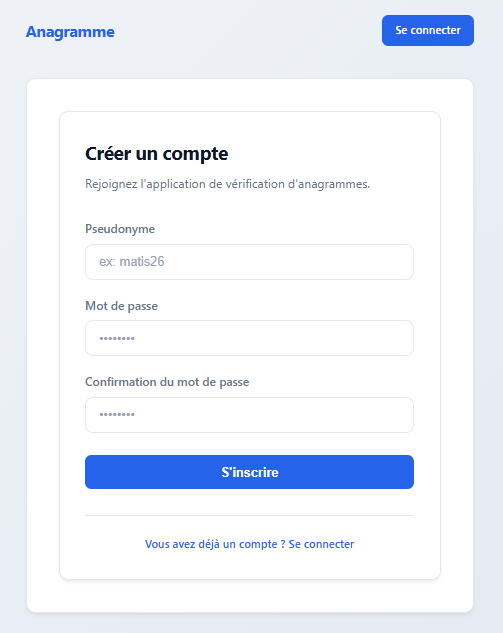 Anagramme
Se connecter
Créer un compte
Rejoignez l'application de vérification d'anagrammes.
Pseudonyme
ex: matis26
Mot de passe
••••••••
Confirmation du mot de passe
••••••••
S'inscrire
Vous avez déjà un compte ? Se connecter